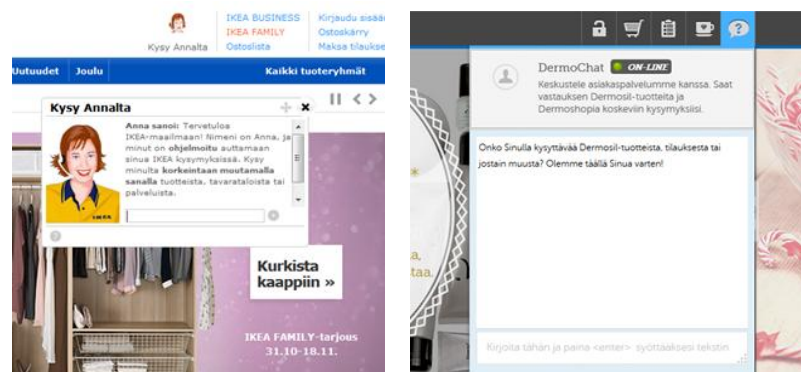 IKEA BUSINESS
IKEA FAMILY
Ostoslista
Kirjaudu sisää
Ostoskärry
Maksa tilaukse
Kysy Annalta
Uutuudet Joulu Kaikki tuoteryhmät
Kysy Annalta
Anna sanoi: Tervetuloa
IKEA-maailmaan! Nimeni on Anna, ja
minut on ohjelmoitu auttamaan
sinua IKEA kysymyksissä. Kysy
minulta korkeintaan muutamalla
sanalla tuotteista, tavarataloista tai
palveluista.
IKEA
Kurkista
kaappiin »
IKEA FAMILY-tarjous
31.10-18.11.
DermoChat ON-LINE
Keskustele asiakaspalvelumme kanssa. Saat
vastauksen Dermosil-tuotteita ja
Dermoshopia koskeviin kysymyksiisi.
Onko Sinulla kysyttävää Dermosil-tuotteista, tilauksesta tai
jostain muusta? Olemme täällä Sinua varten!
a,
taa.
Kirjoita tähän ja paina <enter> syöttääksesi tekstin